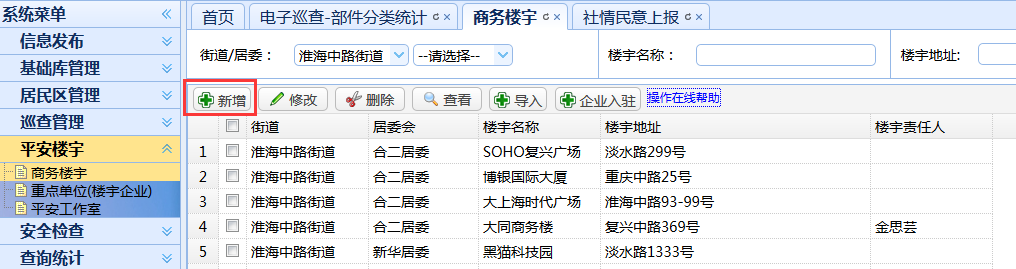 系统菜单
信息发布
基础库管理
居民区管理
巡查管理
平安楼宇
商务楼宇
重点单位(楼宇企业)
平安工作室
安全检查
查询统计
首页 电子巡查-部件分类统计 商务楼宇 社情民意上报
街道/居委: 淮海中路街道 --请选择-- 楼宇名称: 楼宇地址:
新增 修改 删除 查看 导入 企业入驻 操作在线帮助
街道 居委会 楼宇名称 楼宇地址 楼宇责任人
1 淮海中路街道 合二居委 SOHO复兴广场 淡水路299号
2 淮海中路街道 合二居委 博银国际大厦 重庆中路25号
3 淮海中路街道 合二居委 大上海时代广场 淮海中路93-99号
4 淮海中路街道 合二居委 大同商务楼 复兴中路369号 金思芸
5 淮海中路街道 新华居委 黑猫科技园 淡水路1333号